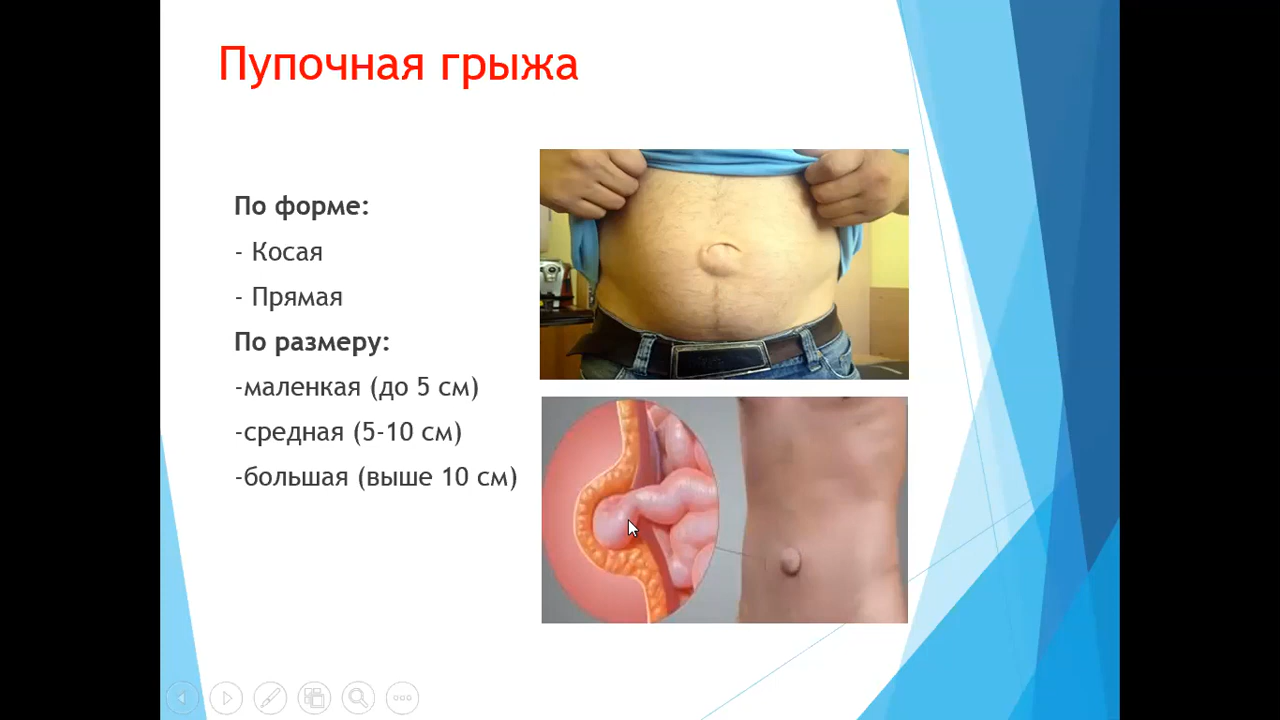 Пупочная грыжа
По форме:
- Косая
- Прямая
По размеру:
-маленкая (до 5 см)
-средная (5-10 см)
-большая (выше 10 см)